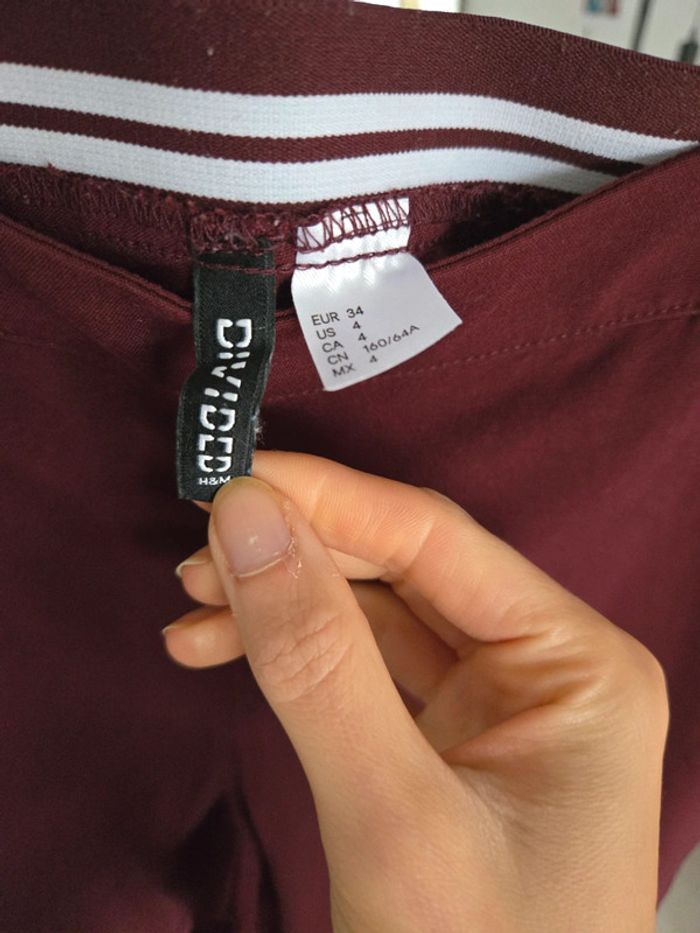 DIVIDED
H&M
EUR 34
US 4
CA 4
CN 160/64A
MX 4